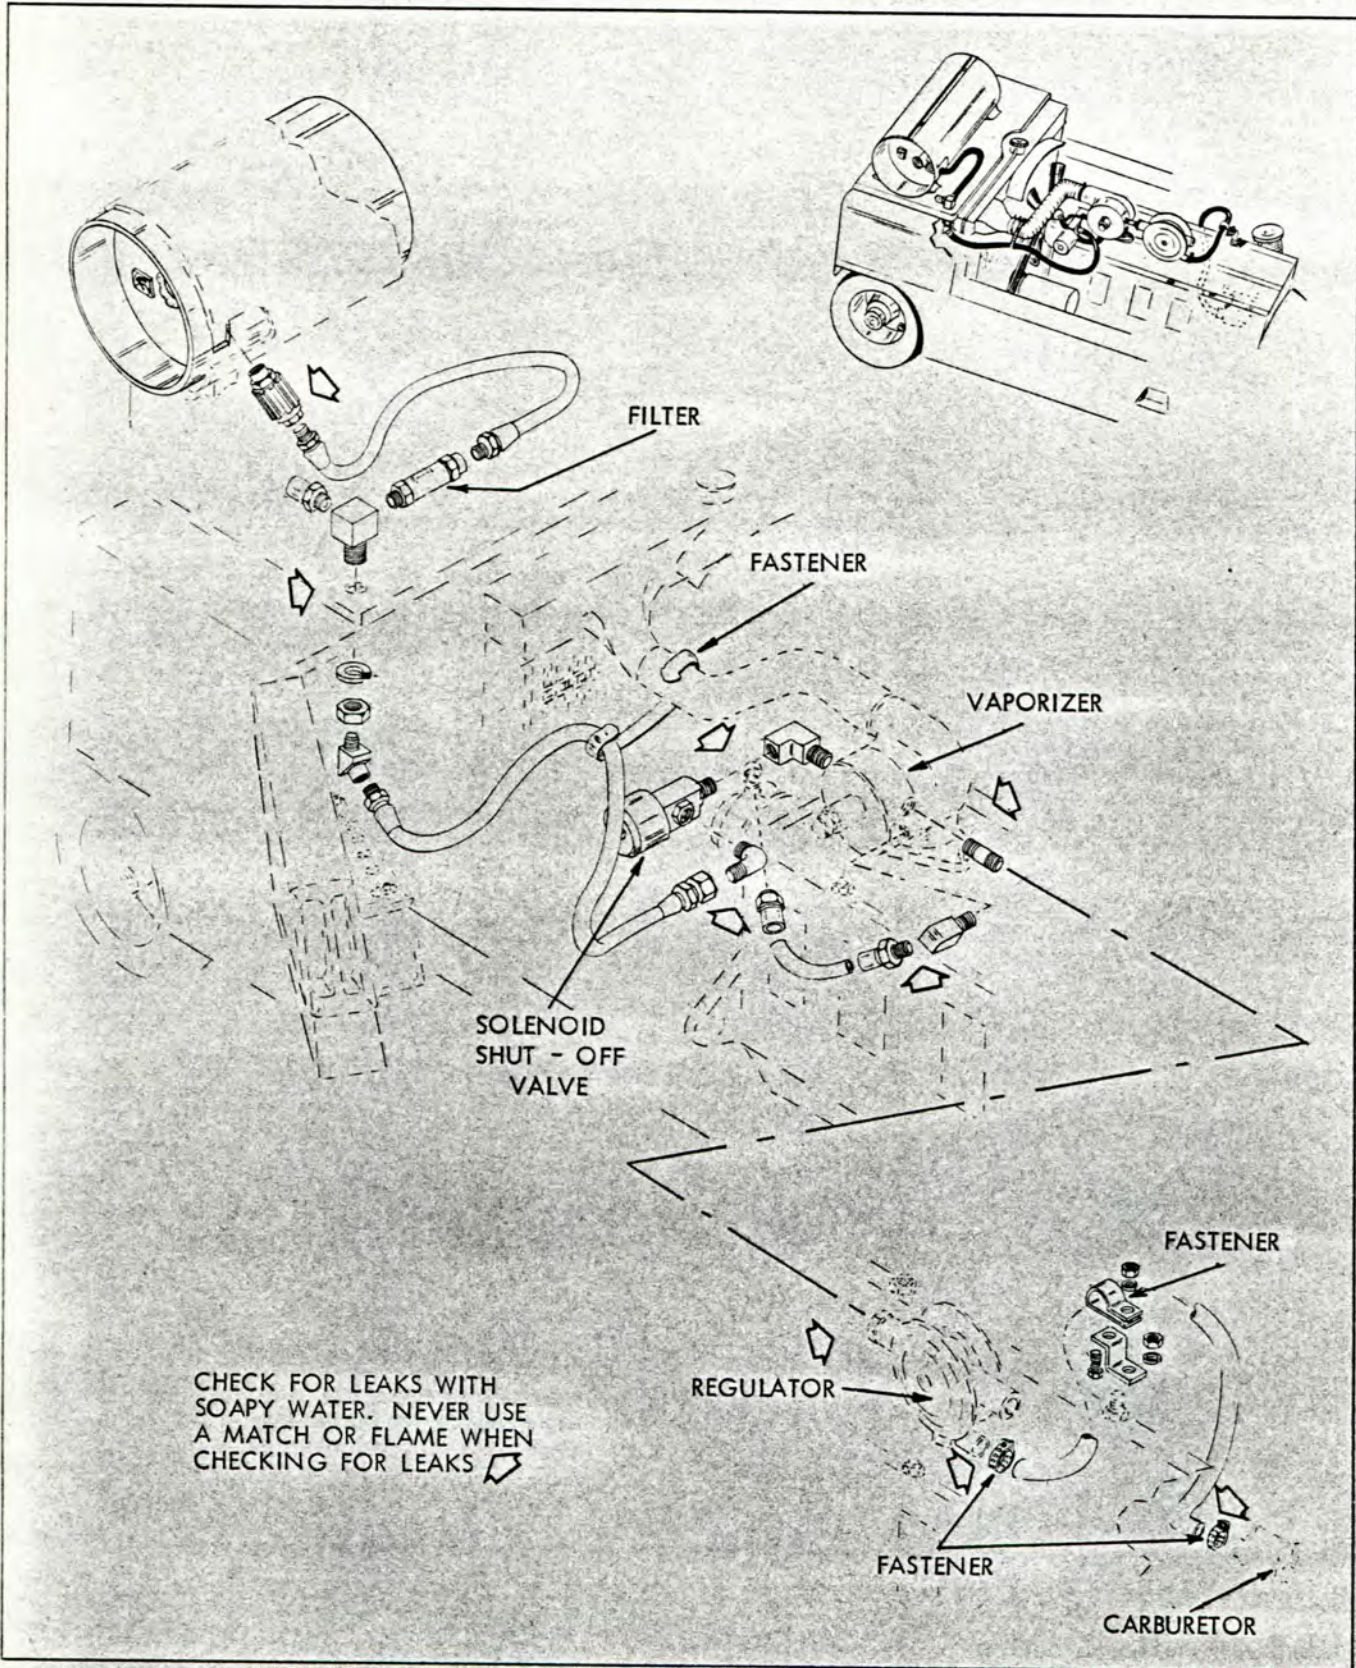 FILTER
FASTENER
VAPORIZER
SOLENOID
SHUT - OFF
VALVE
FASTENER
REGULATOR
CHECK FOR LEAKS WITH
SOAPY WATER. NEVER USE
A MATCH OR FLAME WHEN
CHECKING FOR LEAKS
FASTENER
CARBURETOR